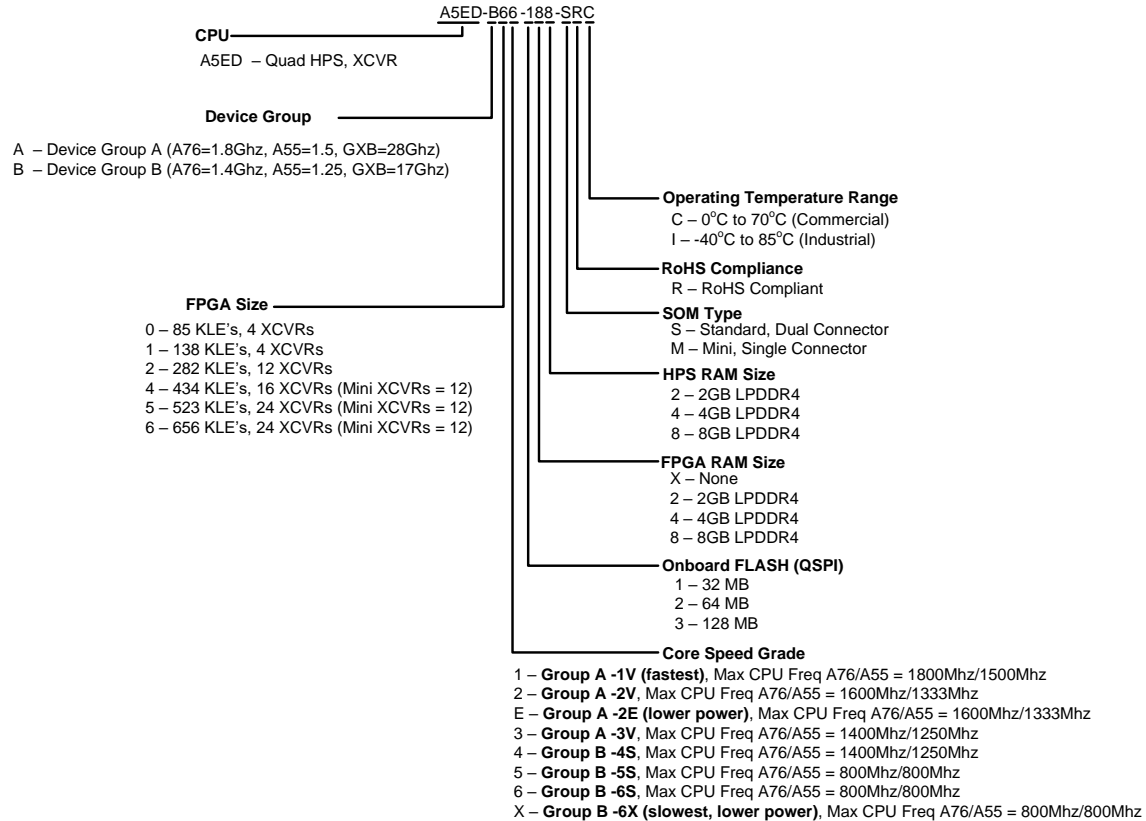 A5ED-B66 -188-SRC
CPU
A5ED – Quad HPS, XCVR
Device Group
A – Device Group A (A76=1.8Ghz, A55=1.5, GXB=28Ghz)
B – Device Group B (A76=1.4Ghz, A55=1.25, GXB=17Ghz)
Operating Temperature Range
C – 0°C to 70°C (Commercial)
I – -40°C to 85°C (Industrial)
RoHS Compliance
R – RoHS Compliant
FPGA Size
0 – 85 KLE's, 4 XCVRs
1 – 138 KLE's, 4 XCVRs
2 – 282 KLE's, 12 XCVRs
4 – 434 KLE's, 16 XCVRs (Mini XCVRs = 12)
5 – 523 KLE's, 24 XCVRs (Mini XCVRs = 12)
6 – 656 KLE's, 24 XCVRs (Mini XCVRs = 12)
SOM Type
S – Standard, Dual Connector
M – Mini, Single Connector
HPS RAM Size
2 – 2GB LPDDR4
4 – 4GB LPDDR4
8 – 8GB LPDDR4
FPGA RAM Size
X – None
2 – 2GB LPDDR4
4 – 4GB LPDDR4
8 – 8GB LPDDR4
Onboard FLASH (QSPI)
1 – 32 MB
2 – 64 MB
3 – 128 MB
Core Speed Grade
1 – Group A -1V (fastest), Max CPU Freq A76/A55 = 1800Mhz/1500Mhz
2 – Group A -2V, Max CPU Freq A76/A55 = 1600Mhz/1333Mhz
E – Group A -2E (lower power), Max CPU Freq A76/A55 = 1600Mhz/1333Mhz
3 – Group A -3V, Max CPU Freq A76/A55 = 1400Mhz/1250Mhz
4 – Group B -4S, Max CPU Freq A76/A55 = 1400Mhz/1250Mhz
5 – Group B -5S, Max CPU Freq A76/A55 = 800Mhz/800Mhz
6 – Group B -6S, Max CPU Freq A76/A55 = 800Mhz/800Mhz
X – Group B -6X (slowest, lower power), Max CPU Freq A76/A55 = 800Mhz/800Mhz